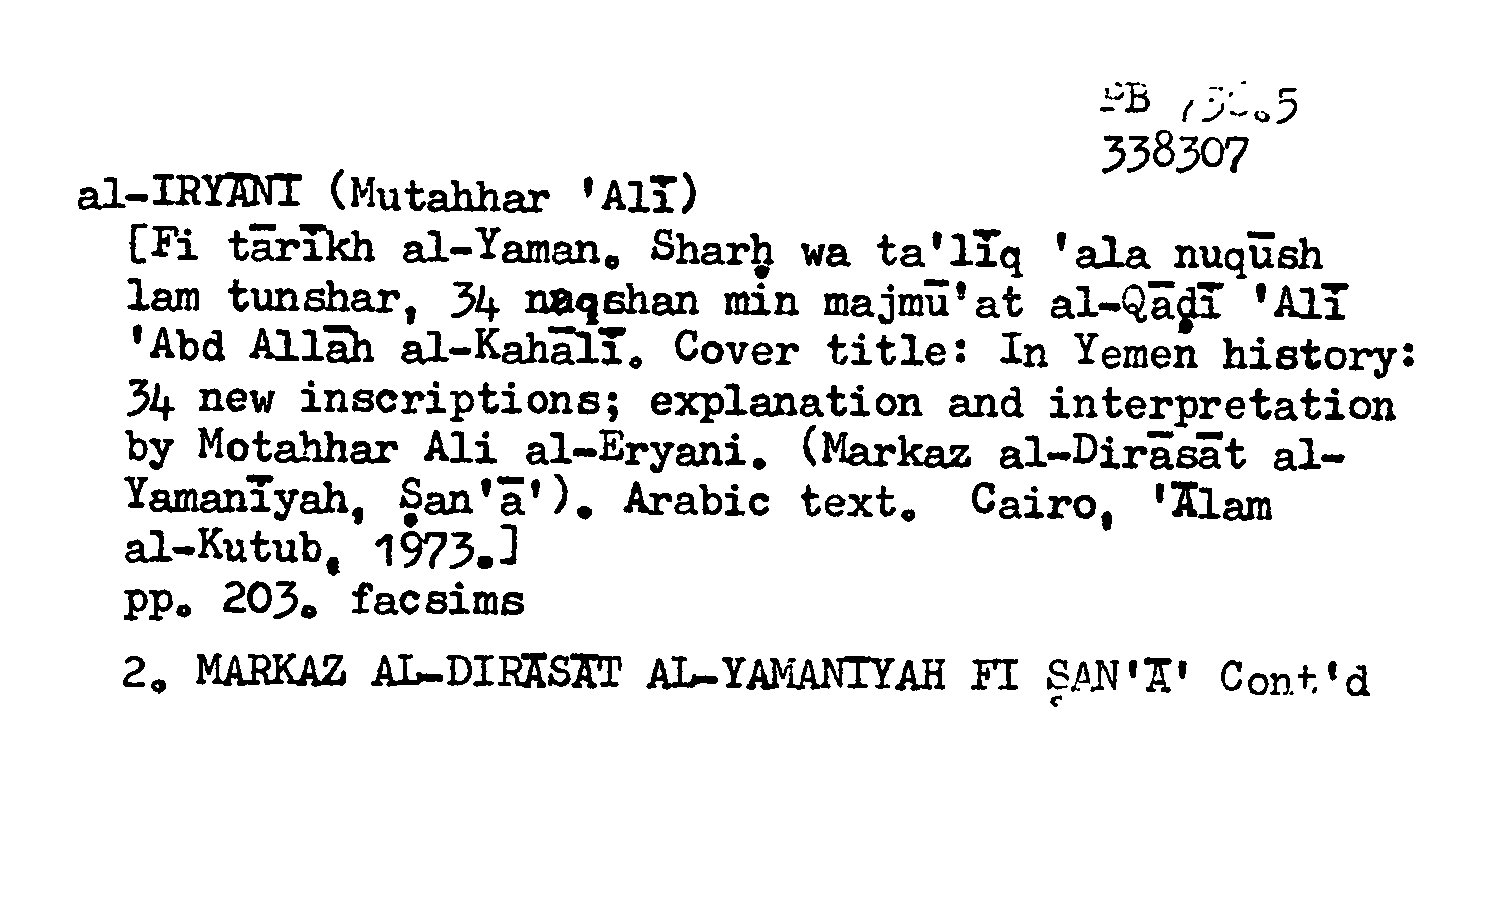 338307
al-IRYĀNĪ (Mutahhar 'Alī)
[Fi tārīkh al-Yaman. Sharḥ wa ta'līq 'ala nuqūsh
lam tunshar, 34 naqshan min majmū'at al-Qāḍī 'Alī
'Abd Allāh al-Kahālī. Cover title: In Yemen history:
34 new inscriptions; explanation and interpretation
by Motahhar Ali al-Eryani. (Markaz al-Dirāsāt al-
Yamanīyah, Ṣan'ā'). Arabic text. Cairo, 'Ālam
al-Kutub, 1973.]
pp. 203. facsims
2. MARKAZ AL-DIRĀSĀT AL-YAMANĪYAH FI ṢAN'Ā' Cont'd